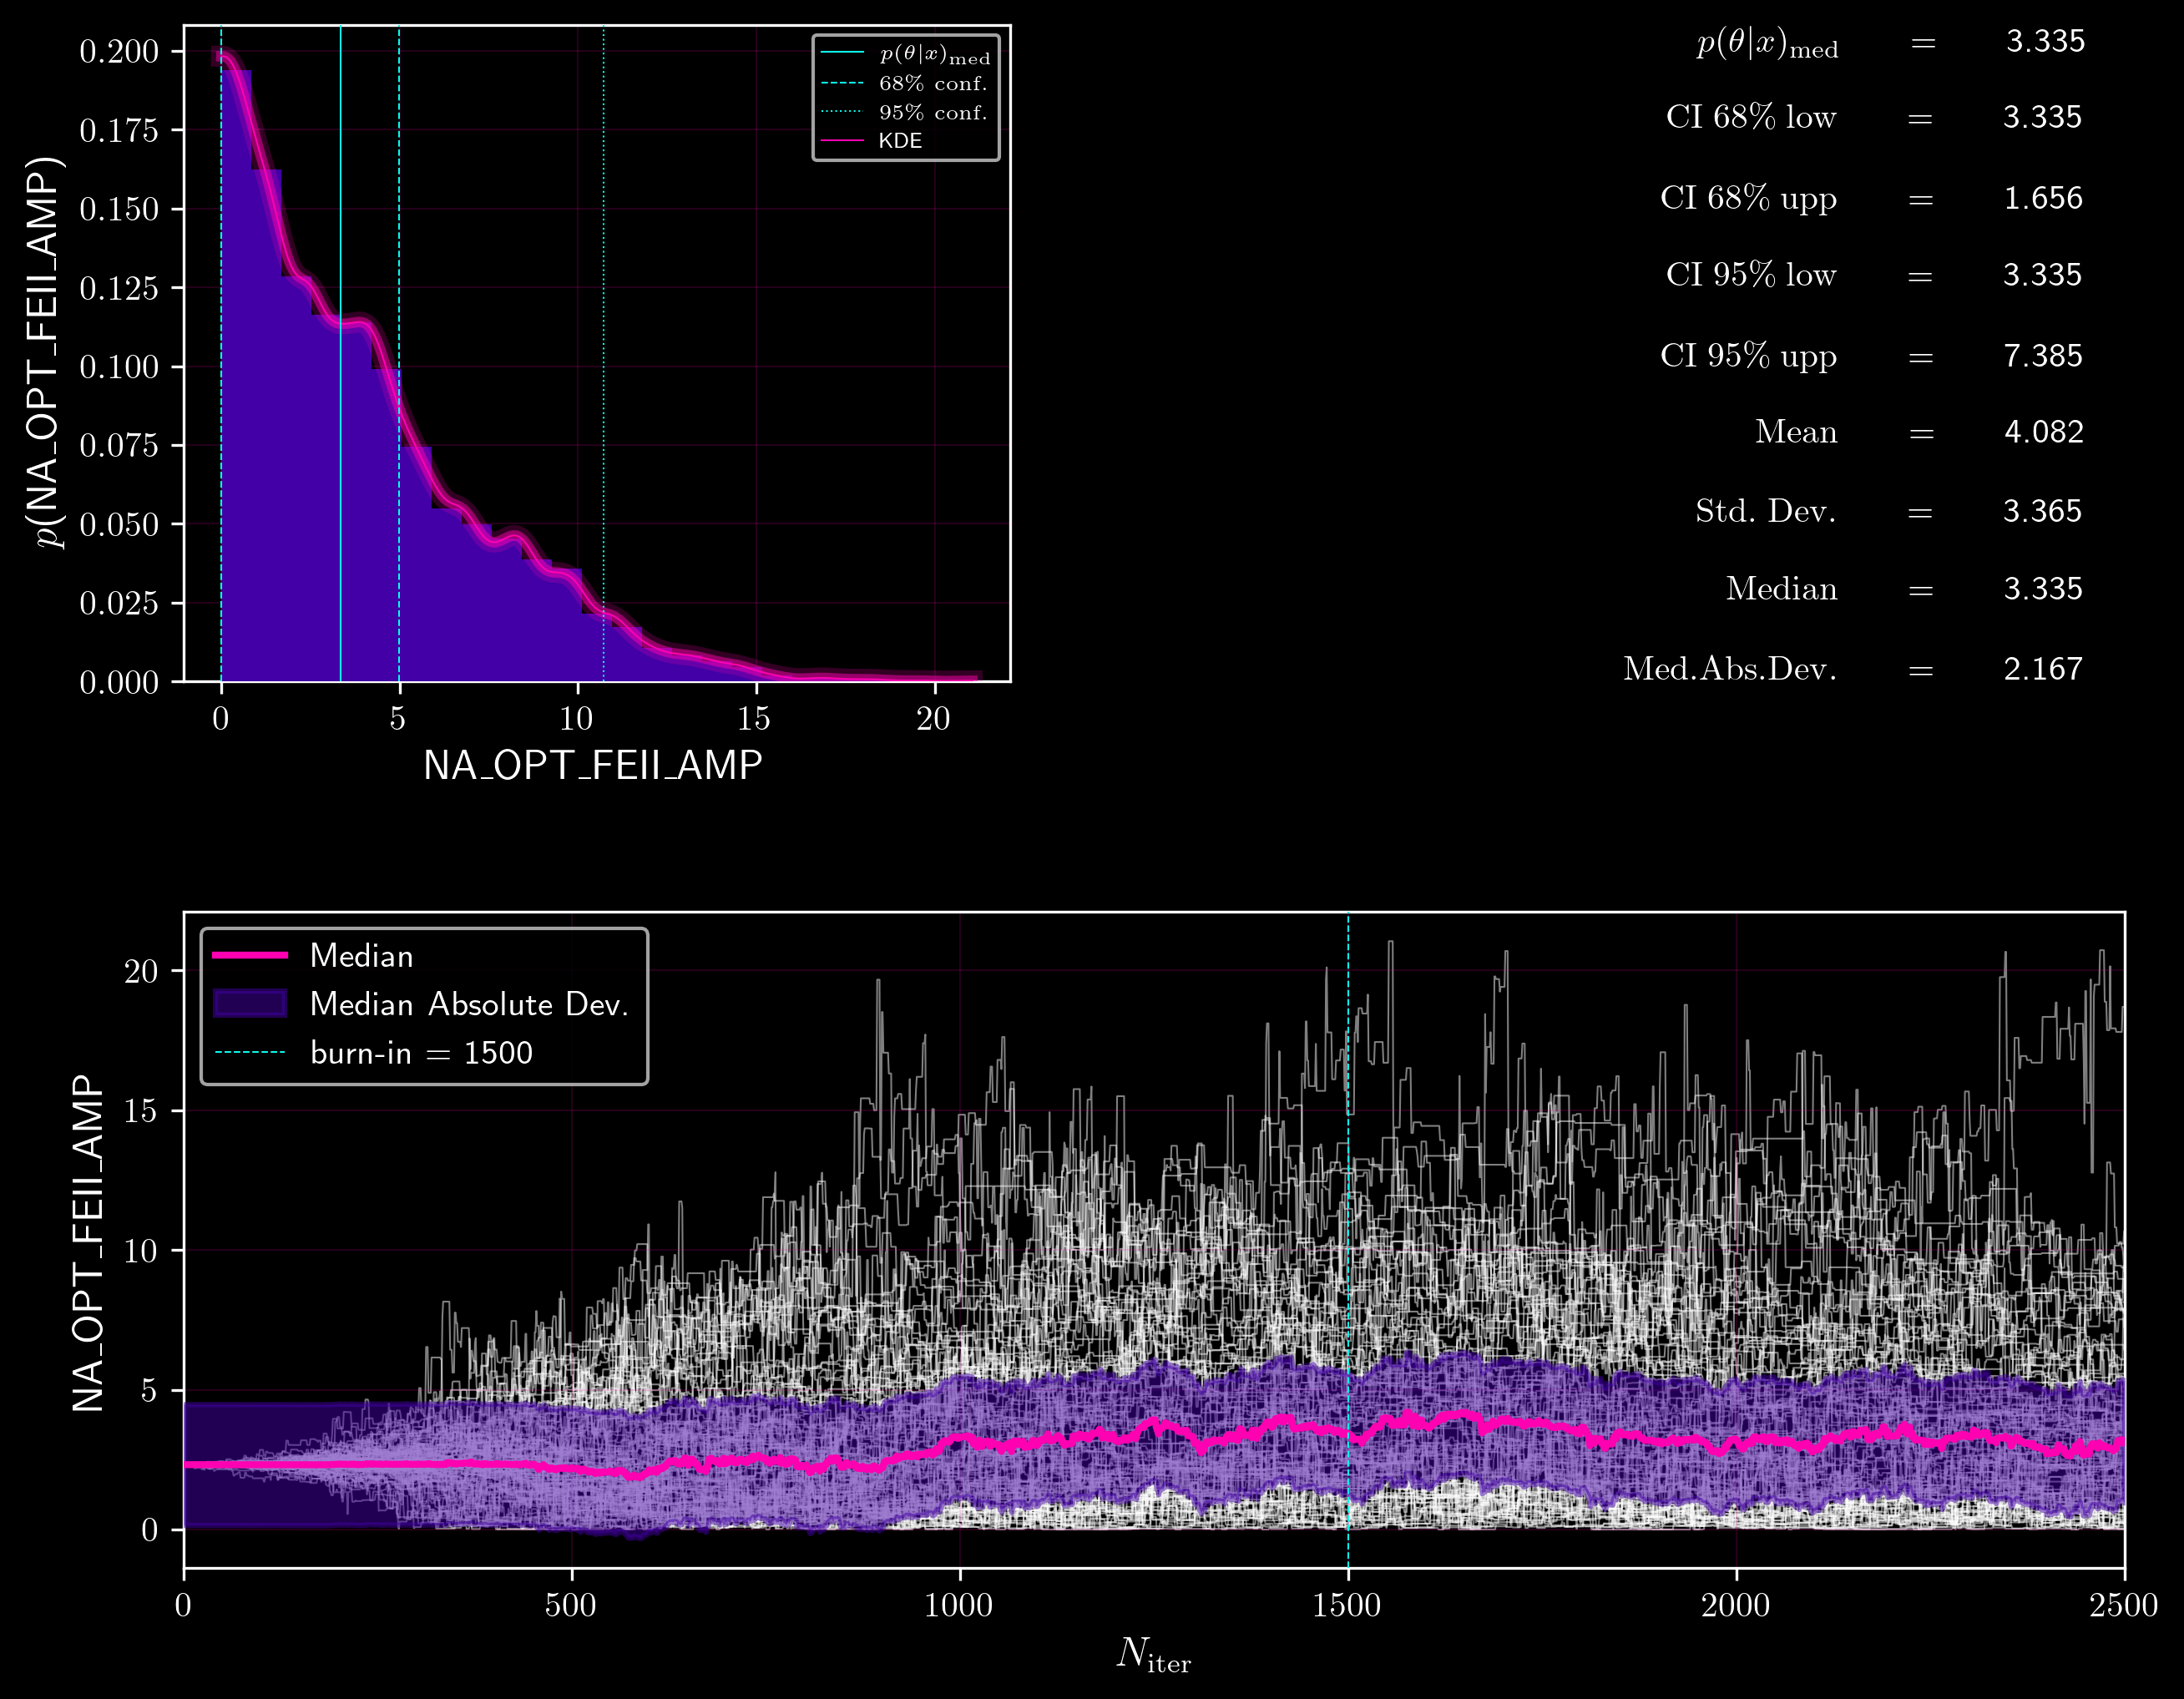 0.200
0.175
0.150
0.125
0.100
0.075
0.050
0.025
0.000
p(NA_OPT_FEII_AMP)
0 5 10 15 20
NA_OPT_FEII_AMP
p(θ|x)med
68% conf.
95% conf.
KDE
p(θ|x)med = 3.335
CI 68% low = 3.335
CI 68% upp = 1.656
CI 95% low = 3.335
CI 95% upp = 7.385
Mean = 4.082
Std. Dev. = 3.365
Median = 3.335
Med.Abs.Dev. = 2.167
Median
Median Absolute Dev.
burn-in = 1500
20
15
10
5
0
NA_OPT_FEII_AMP
0 500 1000 1500 2000 2500
Niter